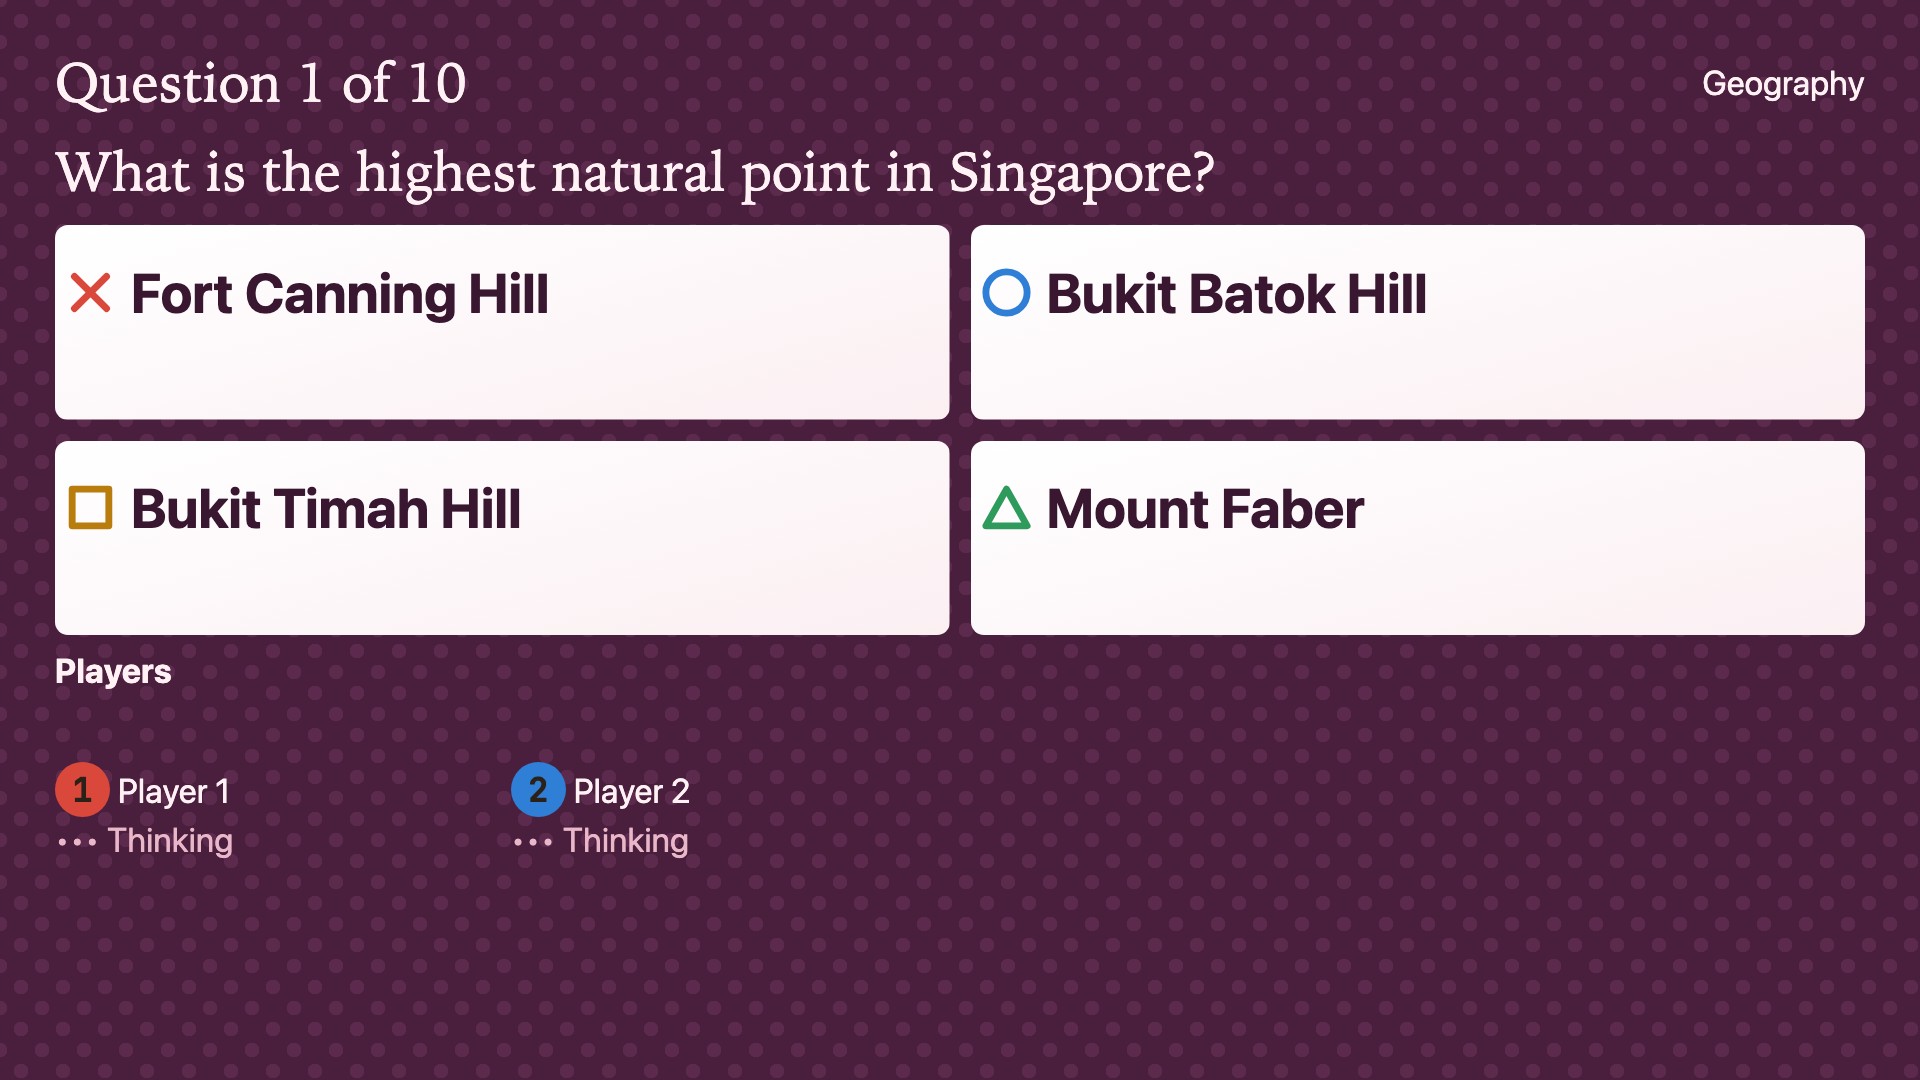 Question 1 of 10
Geography
What is the highest natural point in Singapore?
Fort Canning Hill
Bukit Batok Hill
Bukit Timah Hill
Mount Faber
Players
1 Player 1
2 Player 2
••• Thinking
••• Thinking